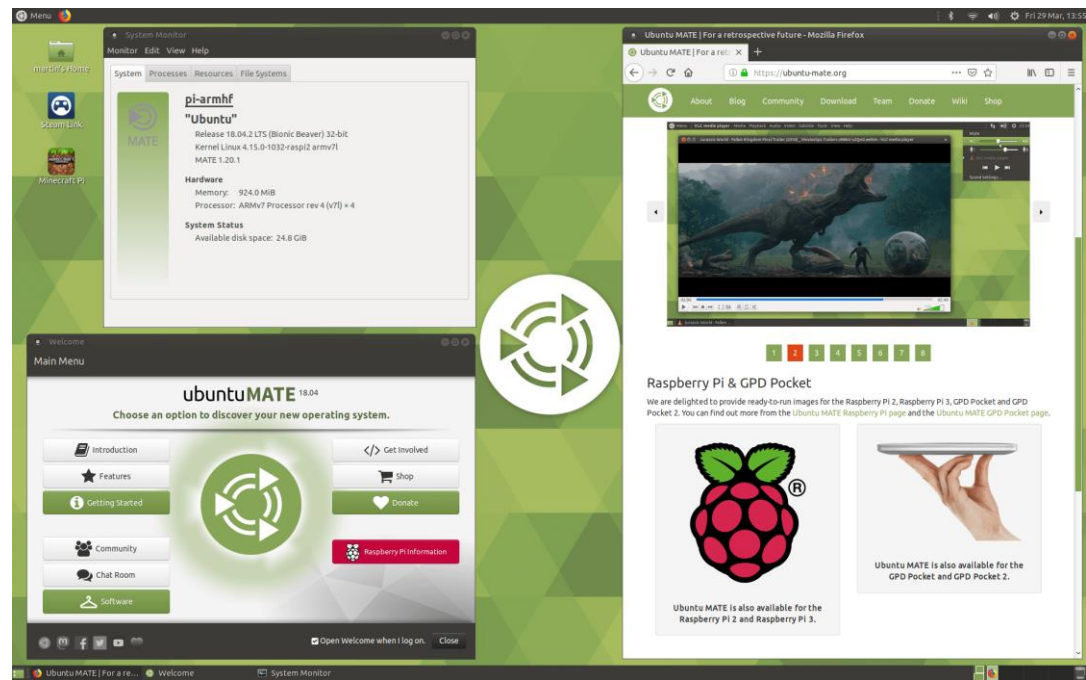 Menu
Fri 29 Mar, 13:55
martin's Home
Steam Link
Minecraft Pi
System Monitor
Monitor Edit View Help
System Processes Resources File Systems
MATE
pi-armhf
"Ubuntu"
Release 18.04.2 LTS (Bionic Beaver) 32-bit
Kernel Linux 4.15.0-1032-raspi2 armv7l
MATE 1.20.1
Hardware
Memory: 924.0 MiB
Processor: ARMv7 Processor rev 4 (v7l) × 4
System Status
Available disk space: 24.8 GiB
Welcome
Main Menu
ubuntuMATE 18.04
Choose an option to discover your new operating system.
Introduction
Features
Getting Started
Community
Chat Room
Software
Get Involved
Shop
Donate
Raspberry Pi Information
Open Welcome when I log on. Close
Ubuntu MATE | For a retrospective future - Mozilla Firefox
Ubuntu MATE | For a ret
https://ubuntu-mate.org
About Blog Community Download Team Donate Wiki Shop
1 2 3 4 5 6 7 8
Raspberry Pi & GPD Pocket
We are delighted to provide ready-to-run images for the Raspberry Pi 2, Raspberry Pi 3, GPD Pocket and GPD
Pocket 2. You can find out more from the Ubuntu MATE Raspberry Pi page and the Ubuntu MATE GPD Pocket page.
®
Ubuntu MATE is also available for the
Raspberry Pi 2 and Raspberry Pi 3.
Ubuntu MATE is also available for the
GPD Pocket and GPD Pocket 2.
Ubuntu MATE | For a re... Welcome System Monitor